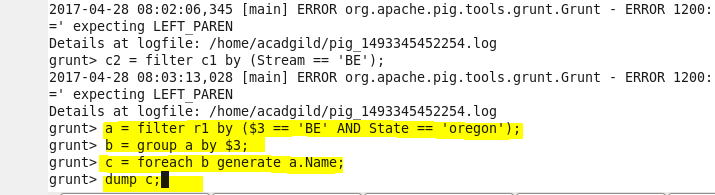 2017-04-28 08:02:06,345 [main] ERROR org.apache.pig.tools.grunt.Grunt - ERROR 1200:
=' expecting LEFT_PAREN
Details at logfile: /home/acadgild/pig_1493345452254.log
grunt> c2 = filter c1 by (Stream == 'BE');
2017-04-28 08:03:13,028 [main] ERROR org.apache.pig.tools.grunt.Grunt - ERROR 1200:
=' expecting LEFT_PAREN
Details at logfile: /home/acadgild/pig_1493345452254.log
grunt> a = filter r1 by ($3 == 'BE' AND State == 'oregon');
grunt> b = group a by $3;
grunt> c = foreach b generate a.Name;
grunt> dump c;